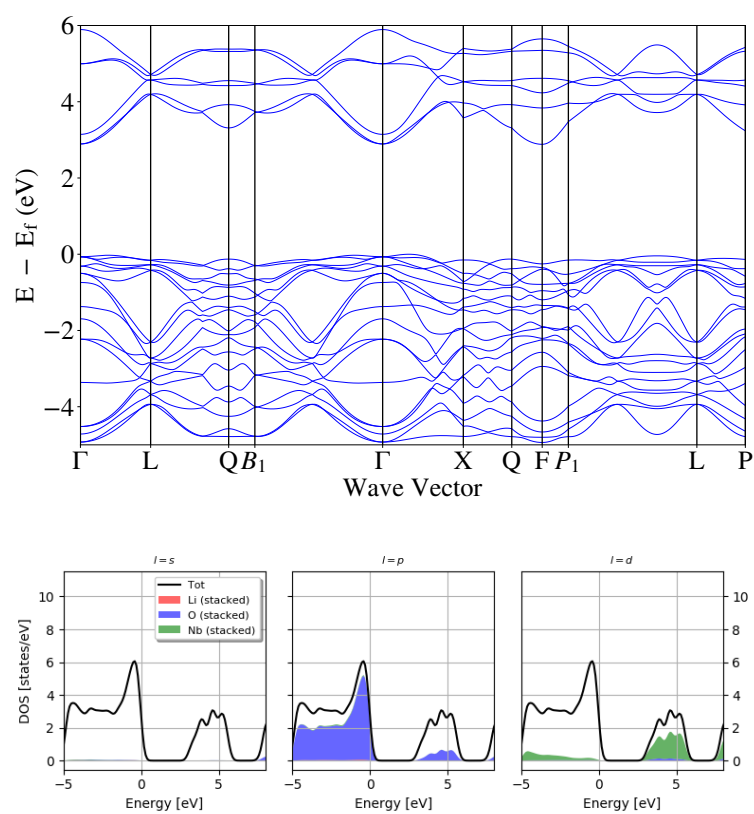 6
4
2
0
−2
−4
E − E_f (eV)
Γ L Q B_1 Γ X Q F P_1 L P
Wave Vector
l = s l = p l = d
Tot
Li (stacked)
O (stacked)
Nb (stacked)
DOS [states/eV]
10
8
6
4
2
0
10
8
6
4
2
0
−5 0 5 −5 0 5 −5 0 5
Energy [eV] Energy [eV] Energy [eV]